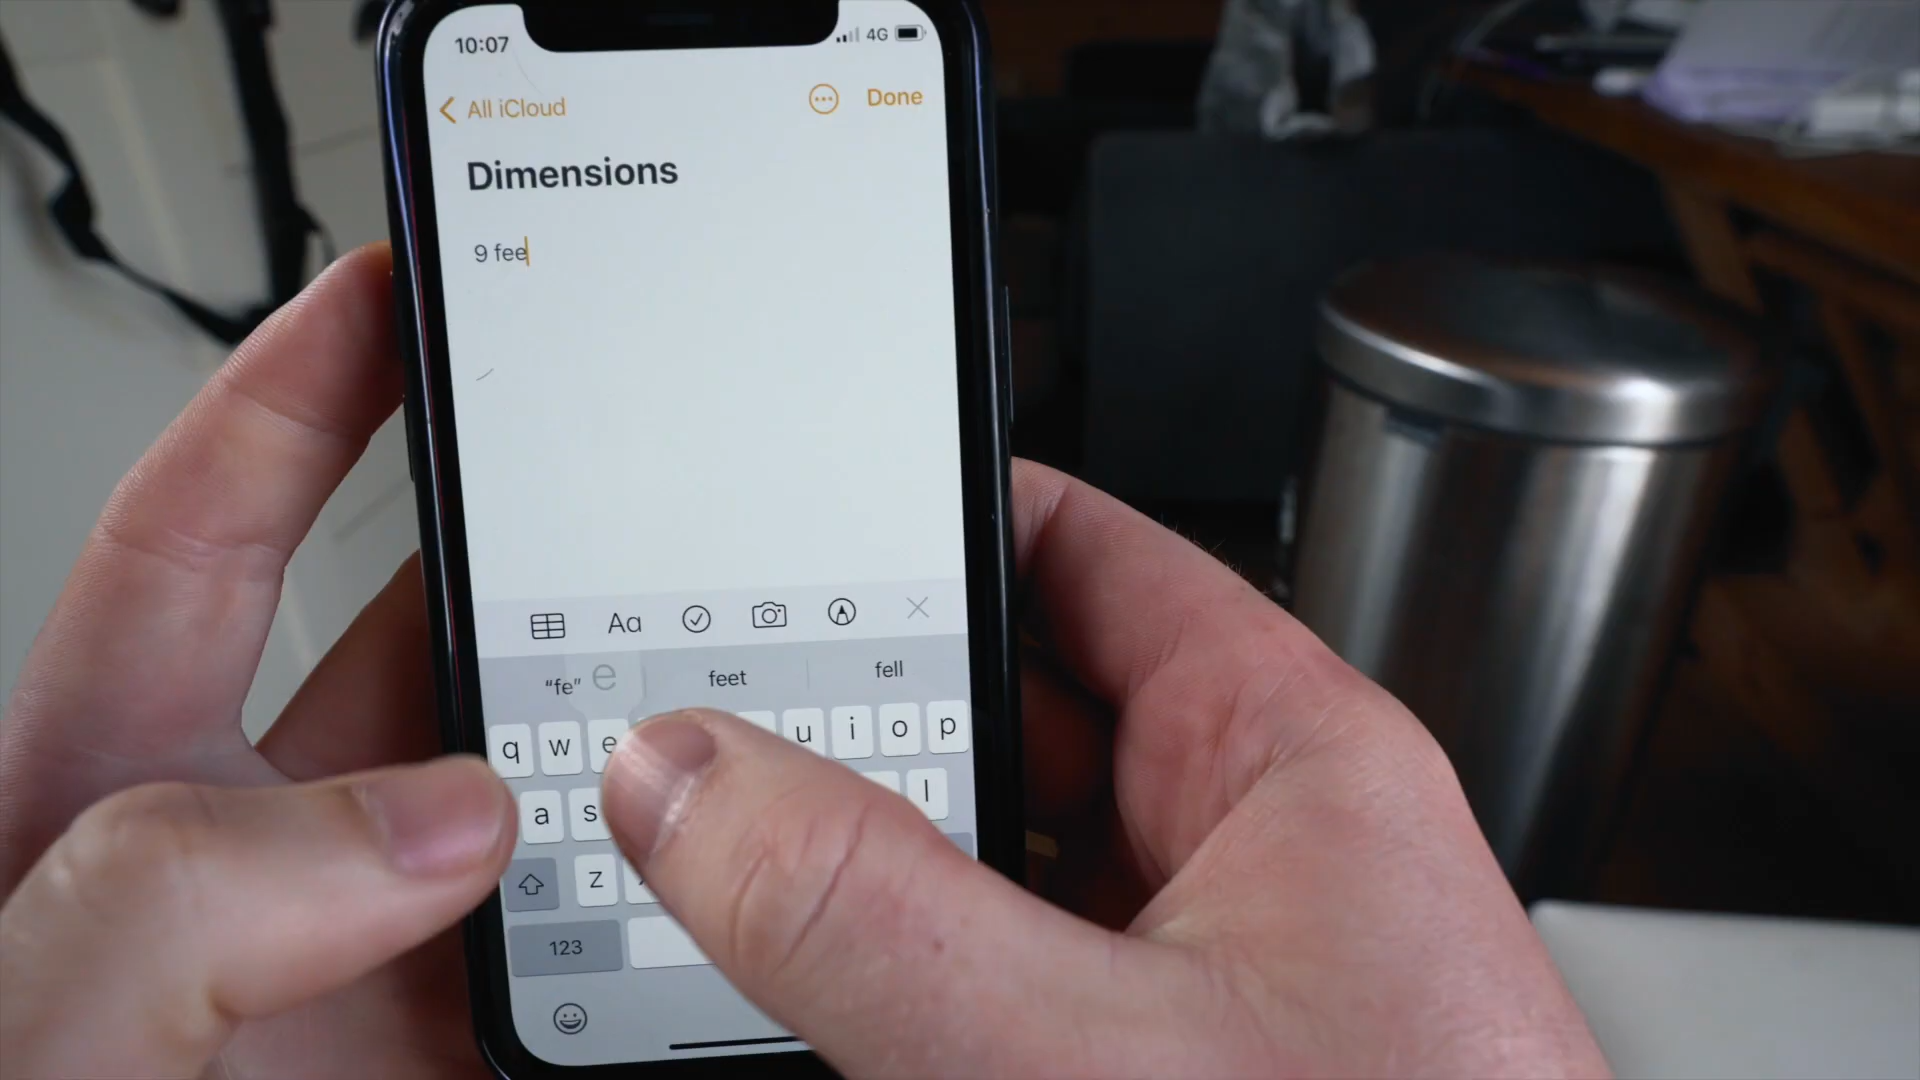 10:07 4G
All iCloud Done
Dimensions
9 fee
Aa
"fe" e feet fell
q w e u i o p
a s l
z
123